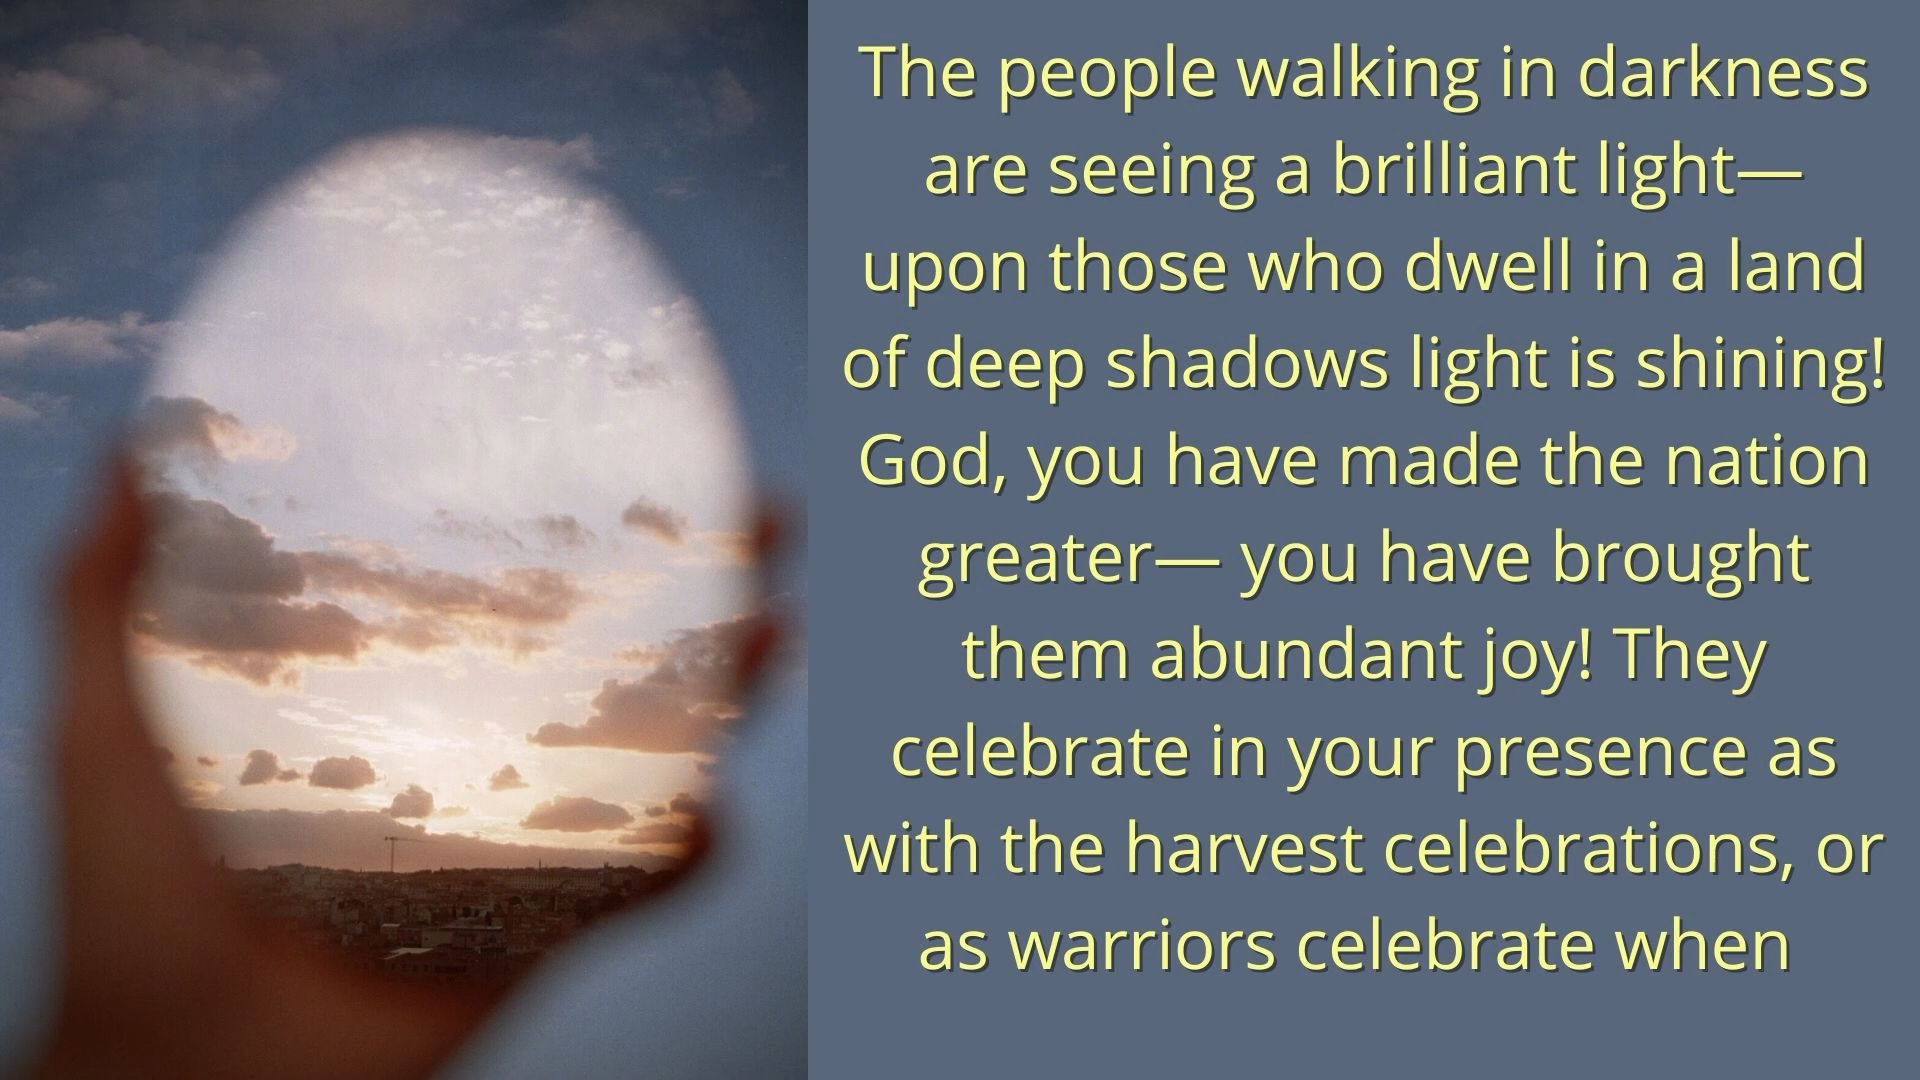 The people walking in darkness
are seeing a brilliant light—
upon those who dwell in a land
of deep shadows light is shining!
God, you have made the nation
greater— you have brought
them abundant joy! They
celebrate in your presence as
with the harvest celebrations, or
as warriors celebrate when